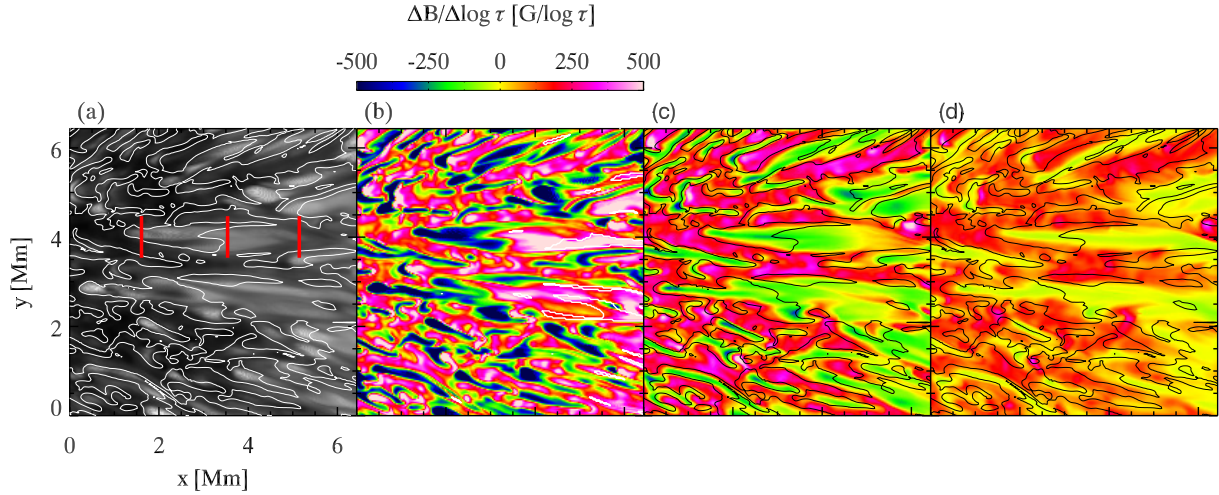 ΔB/Δlog τ [G/log τ]
-500 -250 0 250 500
(a) (b) (c) (d)
6
4
2
0
y [Mm]
0 2 4 6
x [Mm]